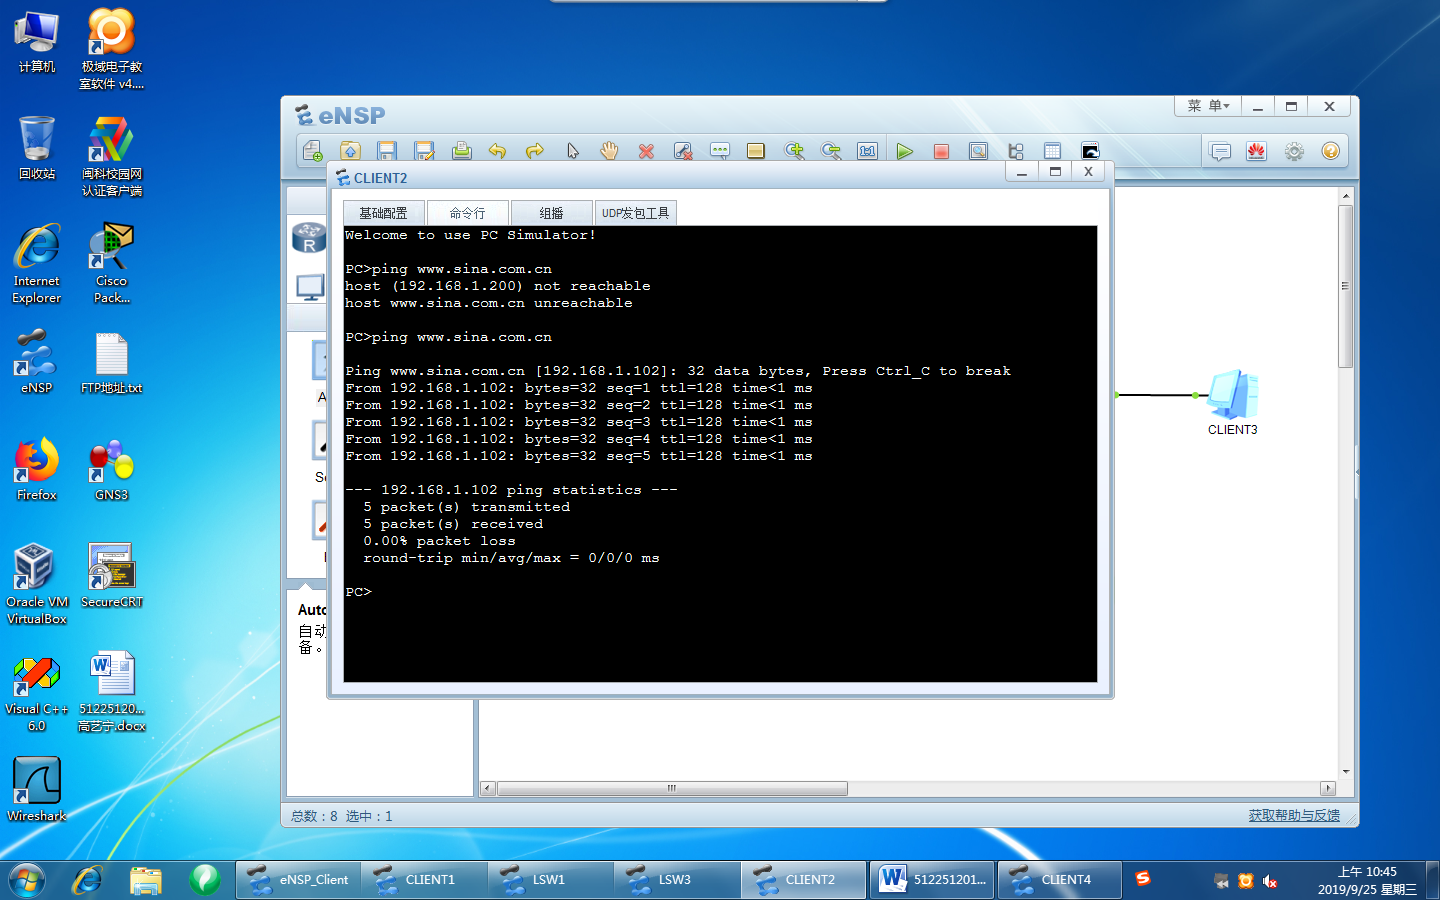 计算机
极域电子教
室软件 v4....
回收站
闽科校园网
认证客户端
Internet
Explorer
Cisco
Pack...
eNSP
FTP地址.txt
Firefox
GNS3
Oracle VM
VirtualBox
SecureCRT
Visual C++
6.0
51225120...
高艺宁.docx
Wireshark
eNSP
菜 单
CLIENT2
基础配置
命令行
组播
UDP发包工具
Welcome to use PC Simulator!
PC>ping www.sina.com.cn
host (192.168.1.200) not reachable
host www.sina.com.cn unreachable
PC>ping www.sina.com.cn
Ping www.sina.com.cn [192.168.1.102]: 32 data bytes, Press Ctrl_C to break
From 192.168.1.102: bytes=32 seq=1 ttl=128 time<1 ms
From 192.168.1.102: bytes=32 seq=2 ttl=128 time<1 ms
From 192.168.1.102: bytes=32 seq=3 ttl=128 time<1 ms
From 192.168.1.102: bytes=32 seq=4 ttl=128 time<1 ms
From 192.168.1.102: bytes=32 seq=5 ttl=128 time<1 ms
--- 192.168.1.102 ping statistics ---
5 packet(s) transmitted
5 packet(s) received
0.00% packet loss
round-trip min/avg/max = 0/0/0 ms
PC>
CLIENT3
Auto
自动
备。
总数：8 选中：1
获取帮助与反馈
eNSP_Client
CLIENT1
LSW1
LSW3
CLIENT2
512251201...
CLIENT4
上午 10:45
2019/9/25 星期三